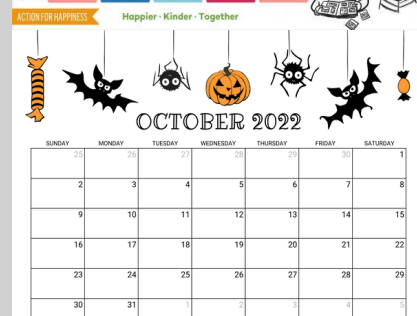 ACTION FOR HAPPINESS
Happier · Kinder · Together
OCTOBER 2022
SUNDAY MONDAY TUESDAY WEDNESDAY THURSDAY FRIDAY SATURDAY
25 26 27 28 29 30 1
2 3 4 5 6 7 8
9 10 11 12 13 14 15
16 17 18 19 20 21 22
23 24 25 26 27 28 29
30 31 1 2 3 4 5